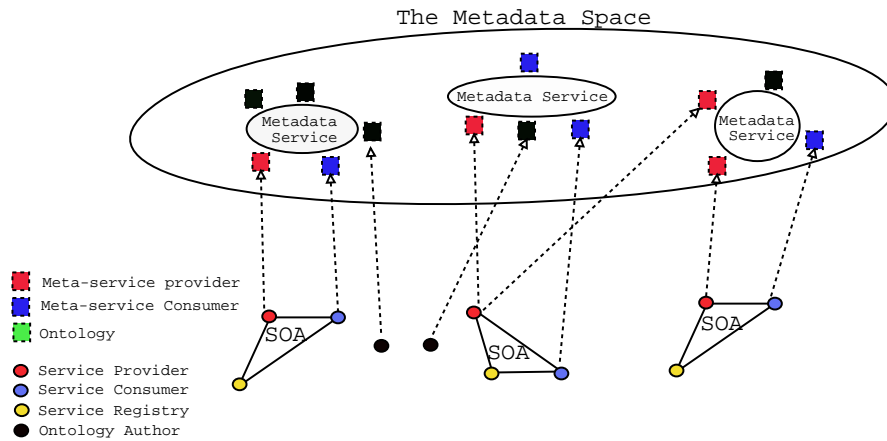 The Metadata Space
Metadata
Service
Metadata Service
Metadata
Service
Meta-service provider
Meta-service Consumer
Ontology
SOA
SOA
SOA
Service Provider
Service Consumer
Service Registry
Ontology Author